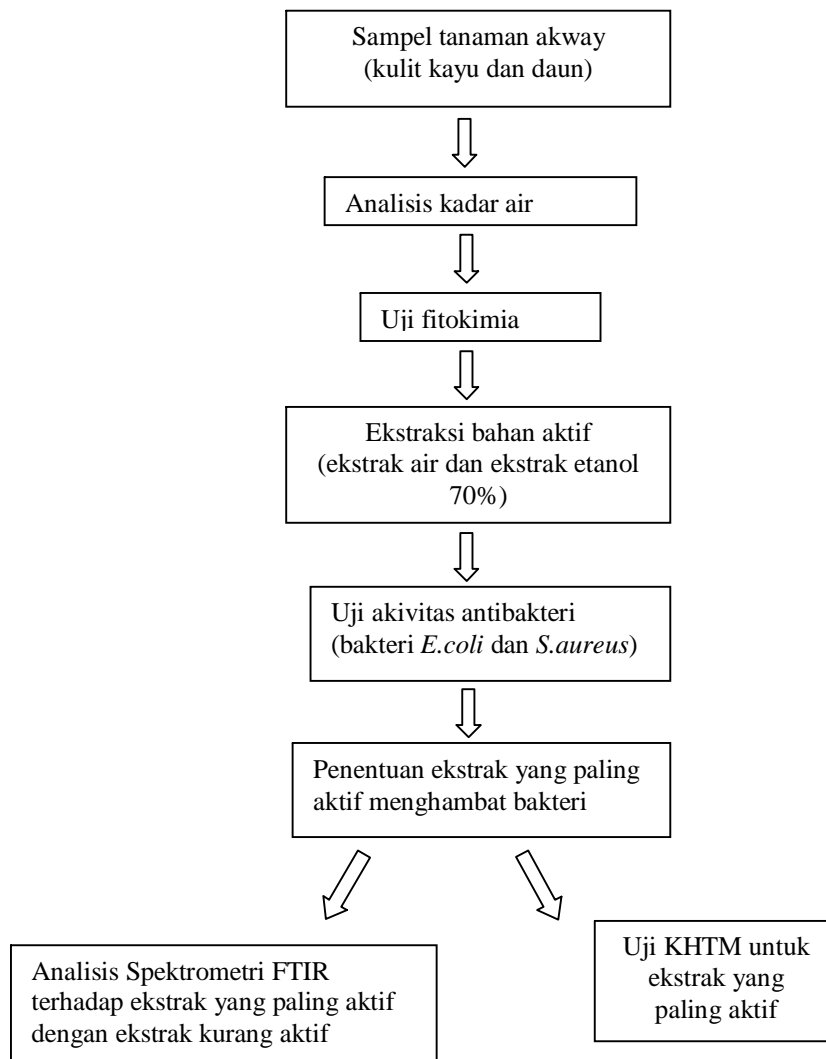 Sampel tanaman akway
(kulit kayu dan daun)
Analisis kadar air
Uji fitokimia
Ekstraksi bahan aktif
(ekstrak air dan ekstrak etanol
70%)
Uji akivitas antibakteri
(bakteri E.coli dan S.aureus)
Penentuan ekstrak yang paling
aktif menghambat bakteri
Analisis Spektrometri FTIR
terhadap ekstrak yang paling aktif
dengan ekstrak kurang aktif
Uji KHTM untuk
ekstrak yang
paling aktif